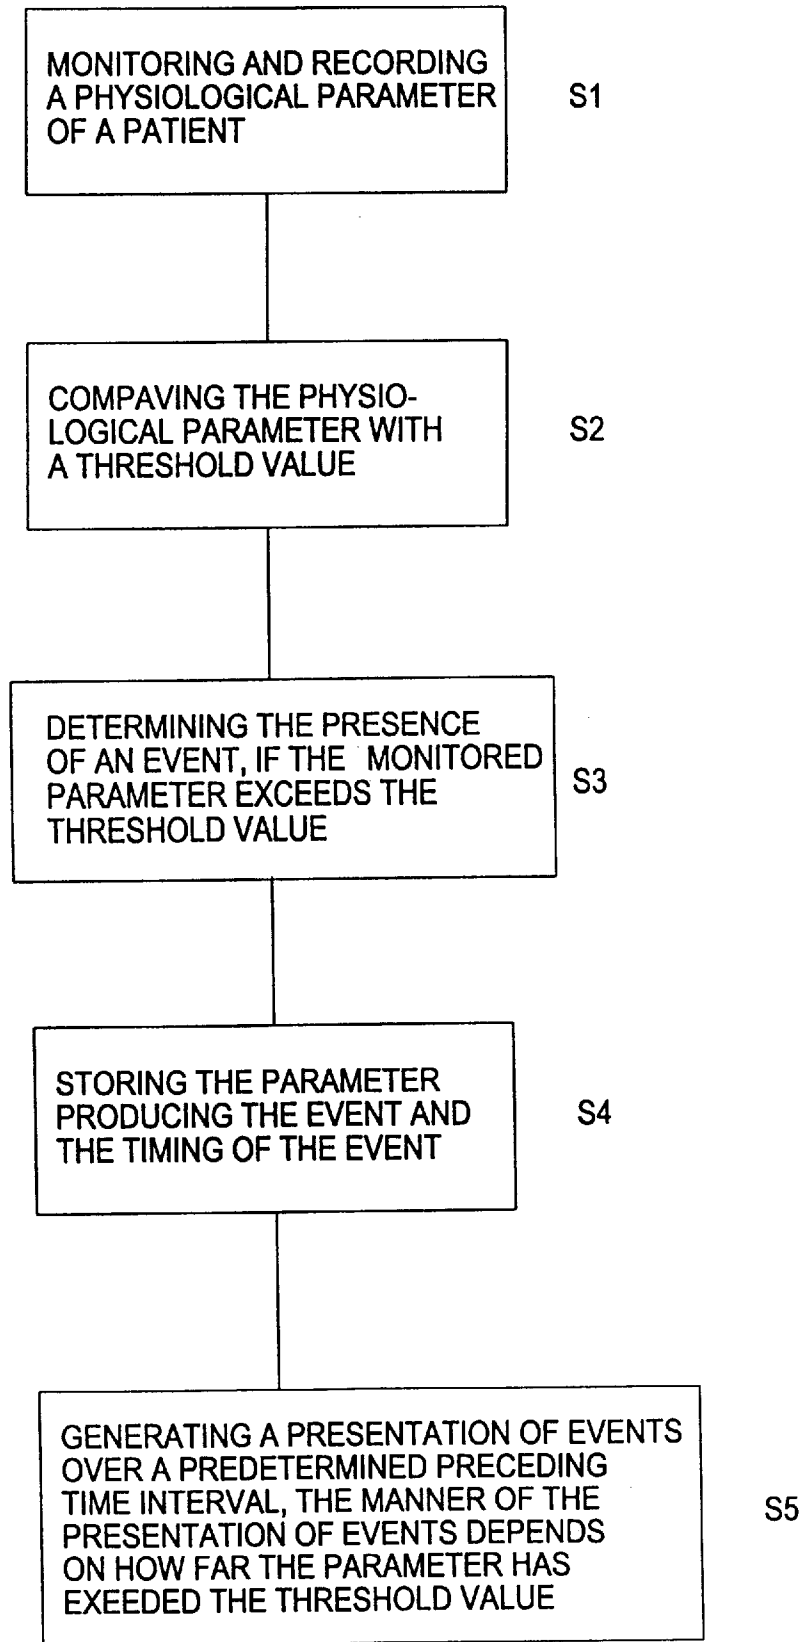 MONITORING AND RECORDING
A PHYSIOLOGICAL PARAMETER
OF A PATIENT
S1
COMPAVING THE PHYSIO-
LOGICAL PARAMETER WITH
A THRESHOLD VALUE
S2
DETERMINING THE PRESENCE
OF AN EVENT, IF THE MONITORED
PARAMETER EXCEEDS THE
THRESHOLD VALUE
S3
STORING THE PARAMETER
PRODUCING THE EVENT AND
THE TIMING OF THE EVENT
S4
GENERATING A PRESENTATION OF EVENTS
OVER A PREDETERMINED PRECEDING
TIME INTERVAL, THE MANNER OF THE
PRESENTATION OF EVENTS DEPENDS
ON HOW FAR THE PARAMETER HAS
EXEEDED THE THRESHOLD VALUE
S5